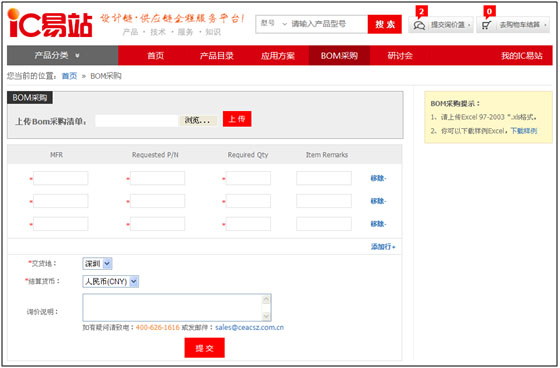 iC易站 设计链·供应链全程服务平台!
产品 · 技术 · 服务 · 知识
型号 请输入产品型号 搜 索
2 提交询价篮
0 去购物车结算
产品分类 首页 产品目录 应用方案 BOM采购 研讨会 我的IC易站
您当前的位置: 首页 » BOM采购
BOM采购
上传Bom采购清单: 浏览... 上 传
BOM采购提示:
1、请上传Excel 97-2003 *.xls格式。
2、你可以下载样例Excel,下载样例
MFR Requested P/N Required Qty Item Remarks
* * * 移除-
* * * 移除-
* * * 移除-
添加行+
*交货地: 深圳
*结算货币: 人民币(CNY)
询价说明:
如有疑问请致电:400-626-1616 或发邮件:sales@ceacsz.com.cn
提 交